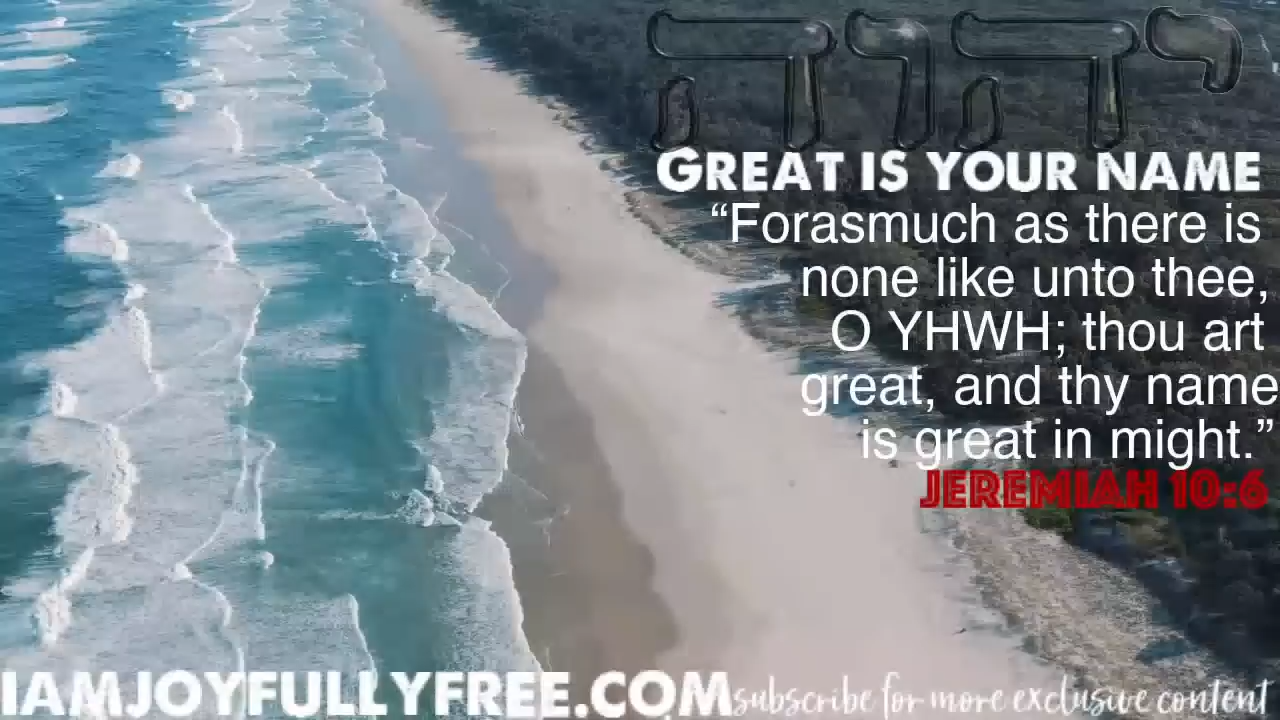 יהוה
GREAT IS YOUR NAME
“Forasmuch as there is
none like unto thee,
O YHWH; thou art
great, and thy name
is great in might.”
JEREMIAH 10:6
IAMJOYFULLYFREE.COM subscribe for more exclusive content